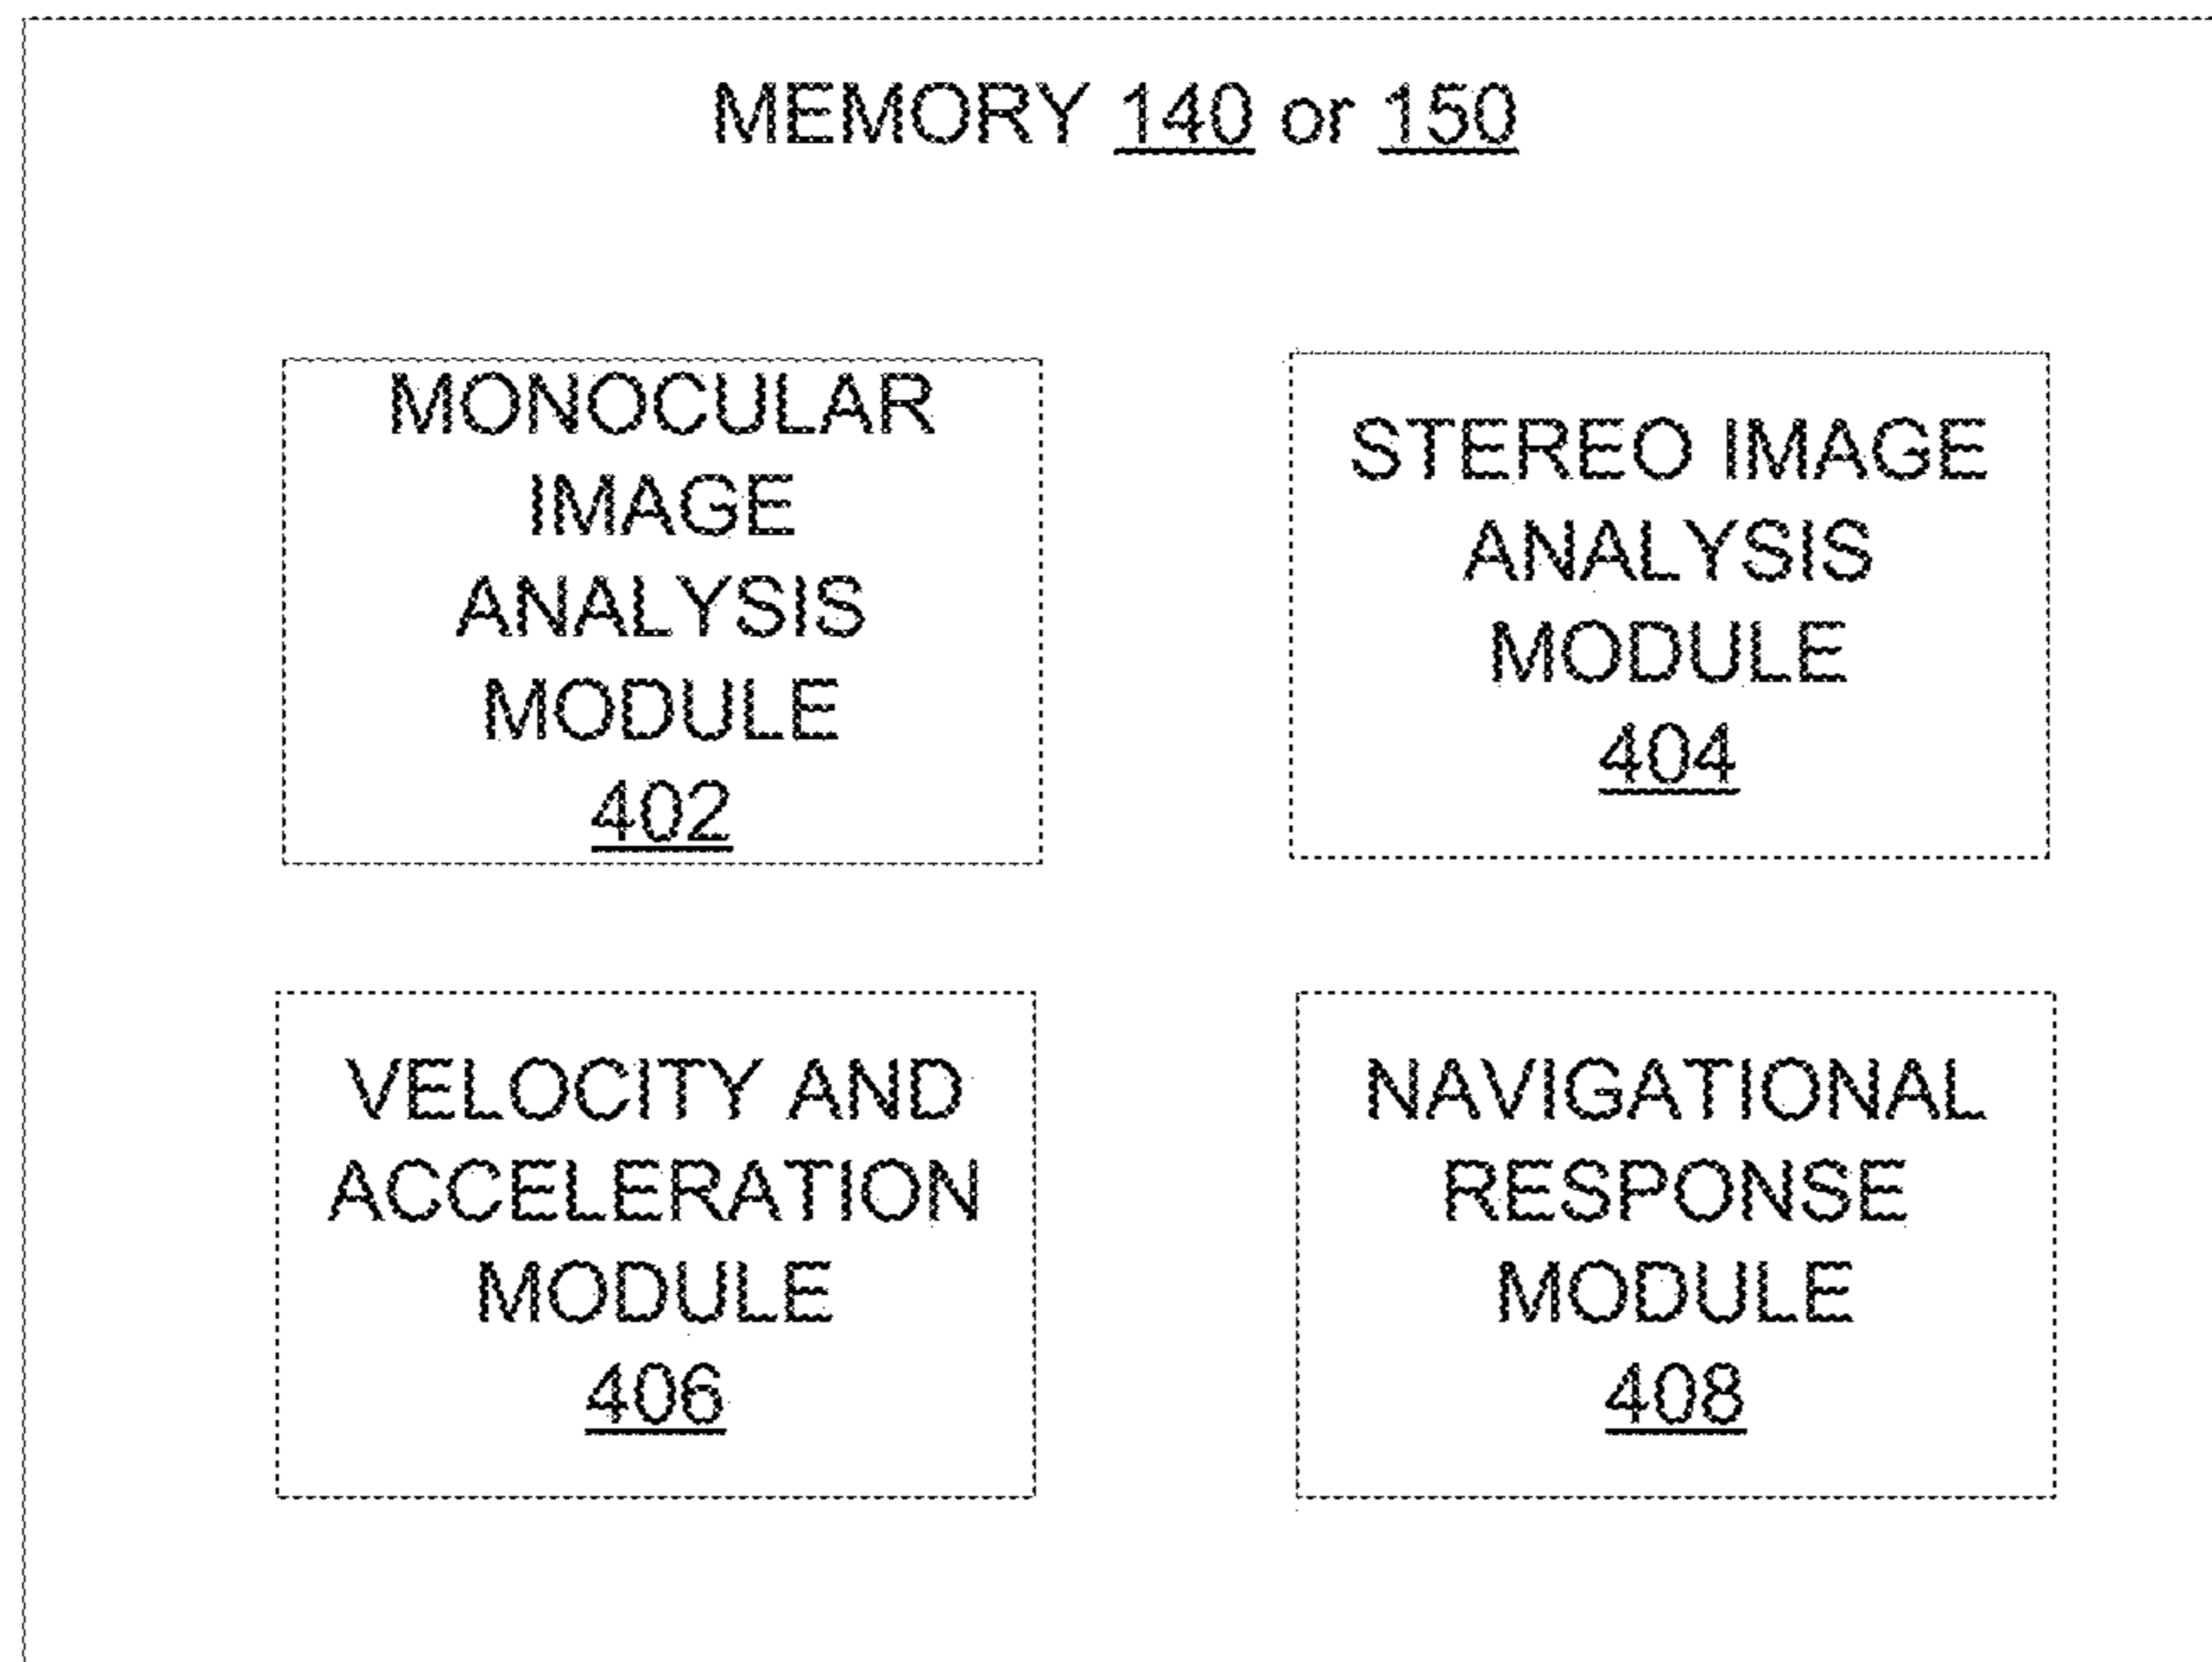 MEMORY 140 or 150
MONOCULAR
IMAGE
ANALYSIS
MODULE
402
STEREO IMAGE
ANALYSIS
MODULE
404
VELOCITY AND
ACCELERATION
MODULE
406
NAVIGATIONAL
RESPONSE
MODULE
408